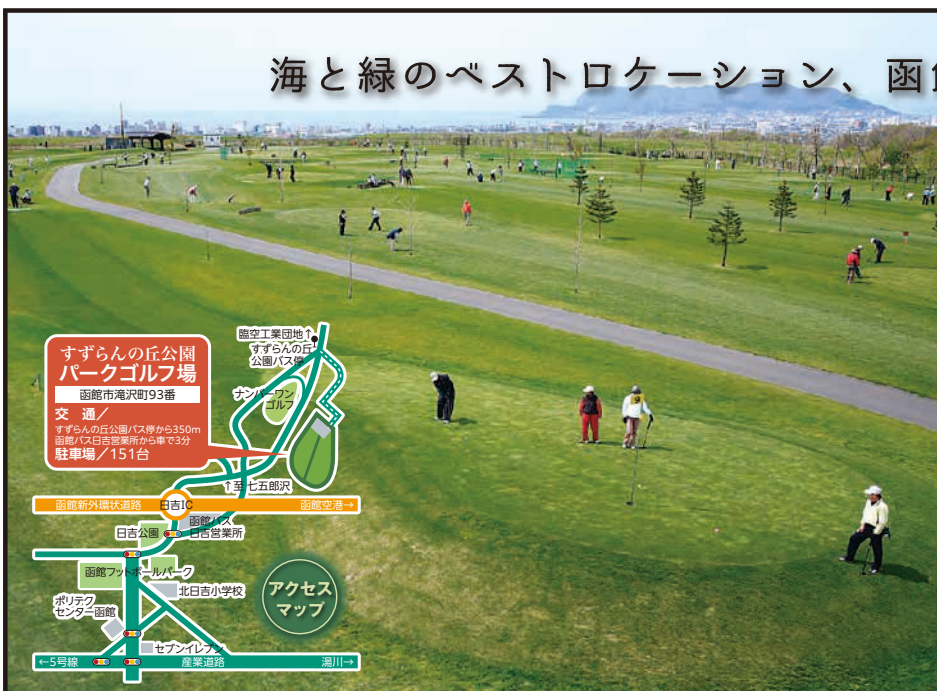 海と緑のベストロケーション、函
すずらんの丘公園
パークゴルフ場
函館市滝沢町93番
交 通／
すずらんの丘公園バス停から350m
函館バス日吉営業所から車で3分
駐車場／151台
臨空工業団地↑
すずらんの丘
公園バス停
ナンバーワン
ゴルフ
↑至七五郎沢
函館新外環状道路
日吉IC
函館空港→
函館バス
日吉営業所
日吉公園
函館フットボールパーク
北日吉小学校
ポリテク
センター函館
セブンイレブン
←5号線
産業道路
湯川→
アクセス
マップ